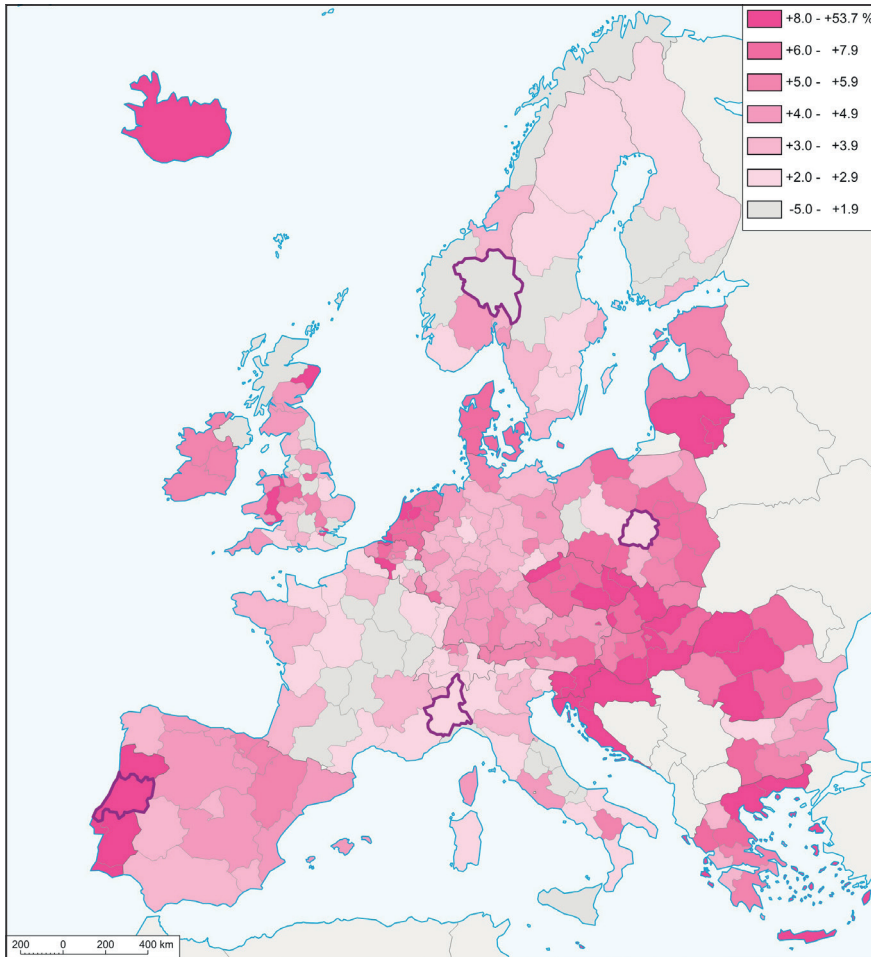 +8.0 - +53.7 %
+6.0 - +7.9
+5.0 - +5.9
+4.0 - +4.9
+3.0 - +3.9
+2.0 - +2.9
-5.0 - +1.9
200 0 200 400 km